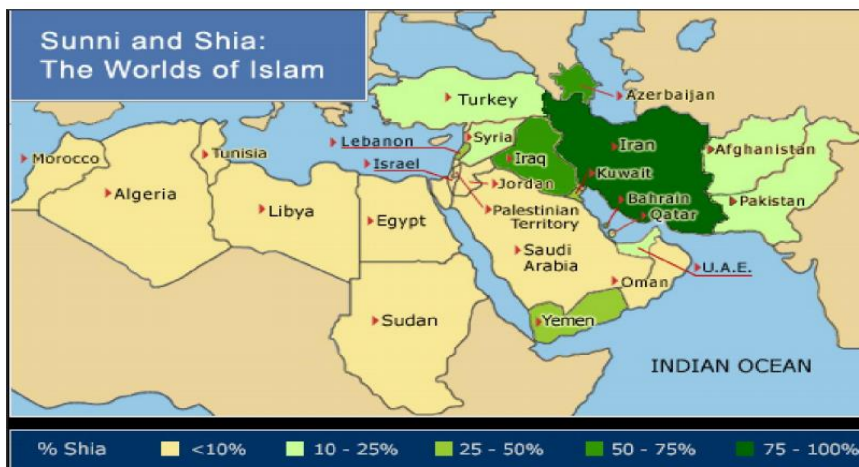 Sunni and Shia:
The Worlds of Islam
Turkey
Azerbaijan
Lebanon
Syria
Iran
Afghanistan
Morocco
Tunisia
Israel
Iraq
Kuwait
Algeria
Jordan
Bahrain
Pakistan
Libya
Egypt
Palestinian
Territory
Qatar
Saudi
Arabia
U.A.E.
Oman
Sudan
Yemen
INDIAN OCEAN
% Shia <10% 10 - 25% 25 - 50% 50 - 75% 75 - 100%